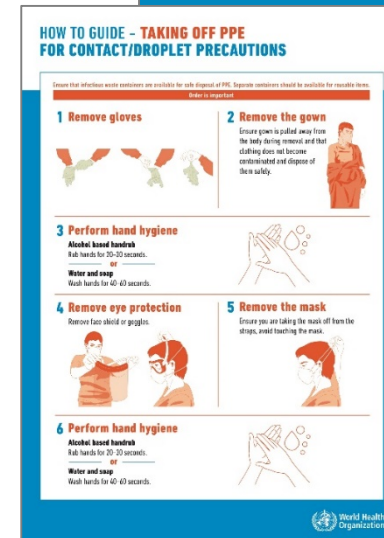 HOW TO GUIDE - TAKING OFF PPE
FOR CONTACT/DROPLET PRECAUTIONS
Ensure that infectious waste containers are available for safe disposal of PPE. Separate containers should be available for reusable items.
Order is important
1 Remove gloves
2 Remove the gown
Ensure gown is pulled away from
the body during removal and that
clothing does not become
contaminated and dispose of
them safely.
3 Perform hand hygiene
Alcohol based handrub
Rub hands for 20-30 seconds.
or
Water and soap
Wash hands for 40-60 seconds.
4 Remove eye protection
Remove face shield or goggles.
5 Remove the mask
Ensure you are taking the mask off from the
straps, avoid touching the mask.
6 Perform hand hygiene
Alcohol based handrub
Rub hands for 20-30 seconds.
or
Water and soap
Wash hands for 40-60 seconds.
World Health
Organization